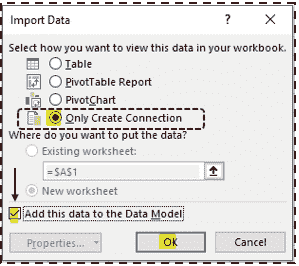 Import Data
Select how you want to view this data in your workbook.
Table
PivotTable Report
PivotChart
Only Create Connection
Where do you want to put the data?
Existing worksheet:
=$A$1
New worksheet
Add this data to the Data Model
Properties...
OK
Cancel